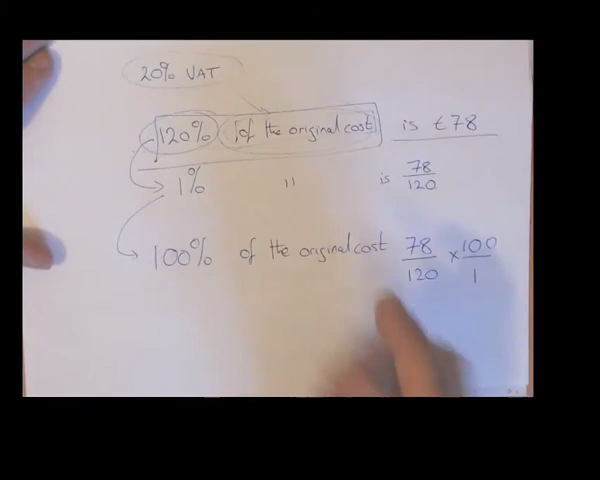 20% VAT
120% of the original cost is £78
1% " is 78/120
100% of the original cost 78/120 × 100/1